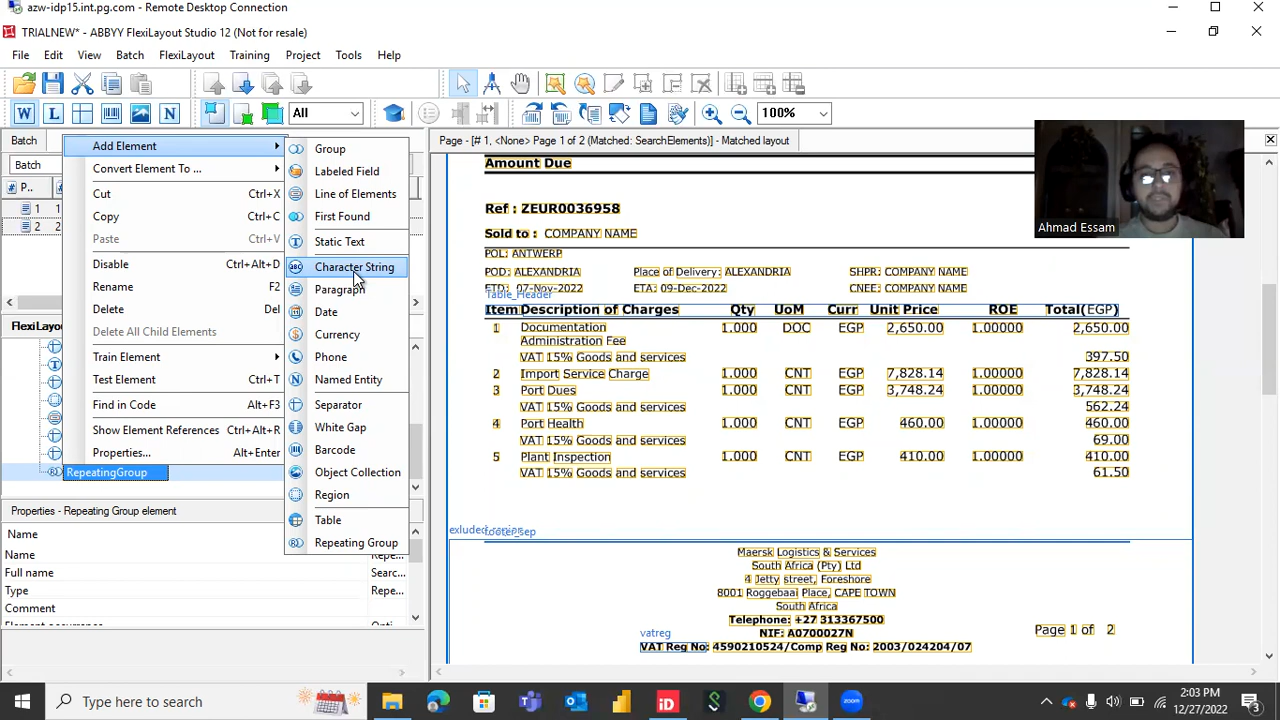 azw-idp15.int.pg.com - Remote Desktop Connection
TRIALNEW* - ABBYY FlexiLayout Studio 12 (Not for resale)
File Edit View Batch FlexiLayout Training Project Tools Help
W L N All 100%
Batch
Page - [# 1, <None> Page 1 of 2 (Matched: SearchElements) - Matched layout
Batch
P..
1
2
FlexiLayout
Add Element
Convert Element To ...
Cut Ctrl+X
Copy Ctrl+C
Paste Ctrl+V
Disable Ctrl+Alt+D
Rename F2
Delete Del
Delete All Child Elements
Train Element
Test Element Ctrl+T
Find in Code Alt+F3
Show Element References Ctrl+Alt+R
Properties... Alt+Enter
RepeatingGroup
Group
Labeled Field
Line of Elements
First Found
Static Text
Character String
Paragraph
Date
Currency
Phone
Named Entity
Separator
White Gap
Barcode
Object Collection
Region
Table
Repeating Group
Properties - Repeating Group element
Name
Name Repe...
Full name Searc...
Type Repe...
Comment
Element occurrence Opti
Amount Due
Ref : ZEUR0036958
Sold to : COMPANY NAME
POL: ANTWERP
POD: ALEXANDRIA Place of Delivery: ALEXANDRIA SHPR: COMPANY NAME
ETD: 07-Nov-2022 ETA: 09-Dec-2022 CNEE: COMPANY NAME
Table_Header
Item Description of Charges Qty UoM Curr Unit Price ROE Total(EGP)
1 Documentation 1.000 DOC EGP 2,650.00 1.00000 2,650.00
Administration Fee
VAT 15% Goods and services 397.50
2 Import Service Charge 1.000 CNT EGP 7,828.14 1.00000 7,828.14
3 Port Dues 1.000 CNT EGP 3,748.24 1.00000 3,748.24
VAT 15% Goods and services 562.24
4 Port Health 1.000 CNT EGP 460.00 1.00000 460.00
VAT 15% Goods and services 69.00
5 Plant Inspection 1.000 CNT EGP 410.00 1.00000 410.00
VAT 15% Goods and services 61.50
footer_sep
Maersk Logistics & Services
South Africa (Pty) Ltd
4 Jetty street, Foreshore
8001 Roggebaai Place, CAPE TOWN
South Africa
Telephone: +27 313367500
vatreg NIF: A0700027N
Page 1 of 2
VAT Reg No: 4590210524/Comp Reg No: 2003/024204/07
Ahmad Essam
Type here to search
iD
zoom
2:03 PM
12/27/2022
3